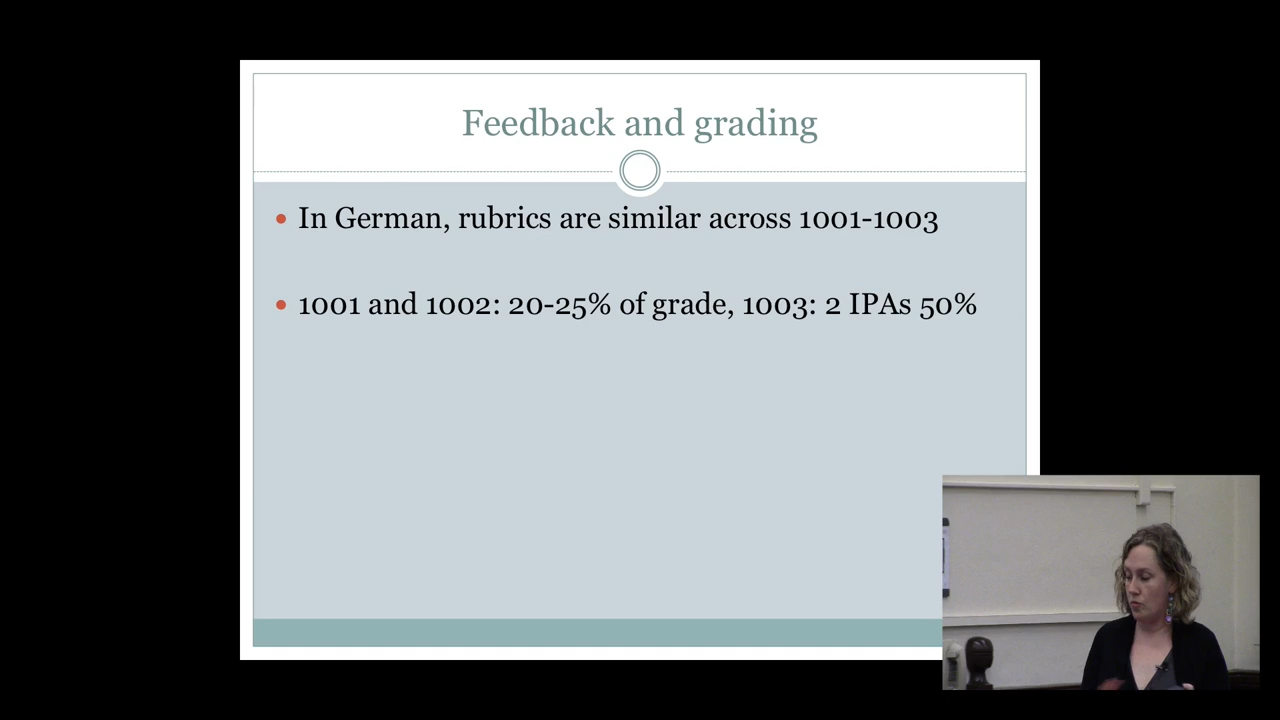 Feedback and grading
In German, rubrics are similar across 1001-1003
1001 and 1002: 20-25% of grade, 1003: 2 IPAs 50%